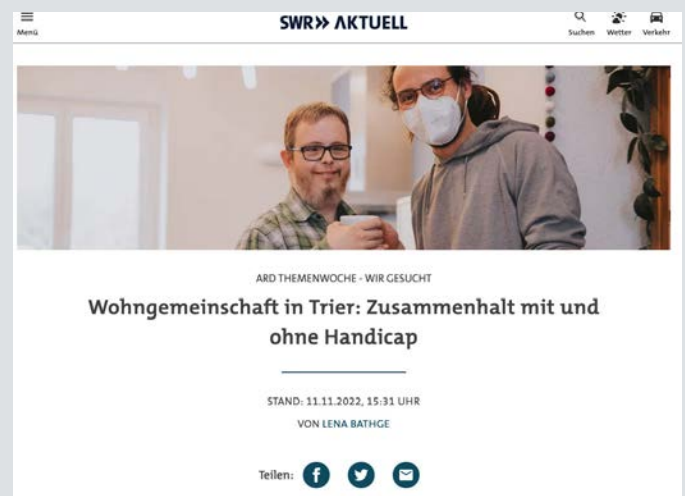 Menü
SWR» AKTUELL
Suchen Wetter Verkehr
ARD THEMENWOCHE - WIR GESUCHT
Wohngemeinschaft in Trier: Zusammenhalt mit und
ohne Handicap
STAND: 11.11.2022, 15:31 UHR
VON LENA BATHGE
Teilen: